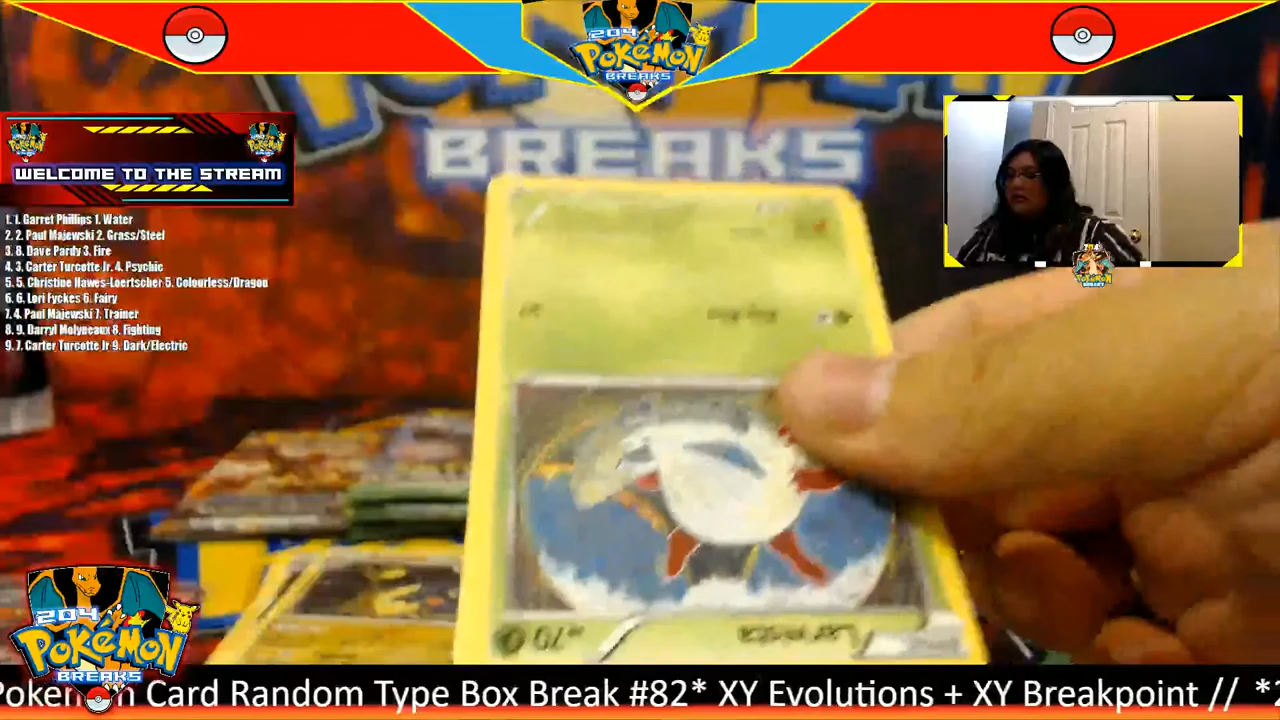 204
POKéMON
BREAKS
BREAKS
WELCOME TO THE STREAM
1. 1. Garret Phillips 1. Water
2. 2. Paul Majewski 2. Grass/Steel
3. 8. Dave Pardy 3. Fire
4. 3. Carter Turcotte Jr. 4. Psychic
5. 5. Christine Hawes-Loertscher 5. Colourless/Dragon
6. 6. Lori Fyckes 6. Fairy
7. 4. Paul Majewski 7. Trainer
8. 9. Darryl Molyneaux 8. Fighting
9. 7. Carter Turcotte Jr 9. Dark/Electric
204
POKéMON
BREAKS
Pokemon Card Random Type Box Break #82* XY Evolutions + XY Breakpoint // *